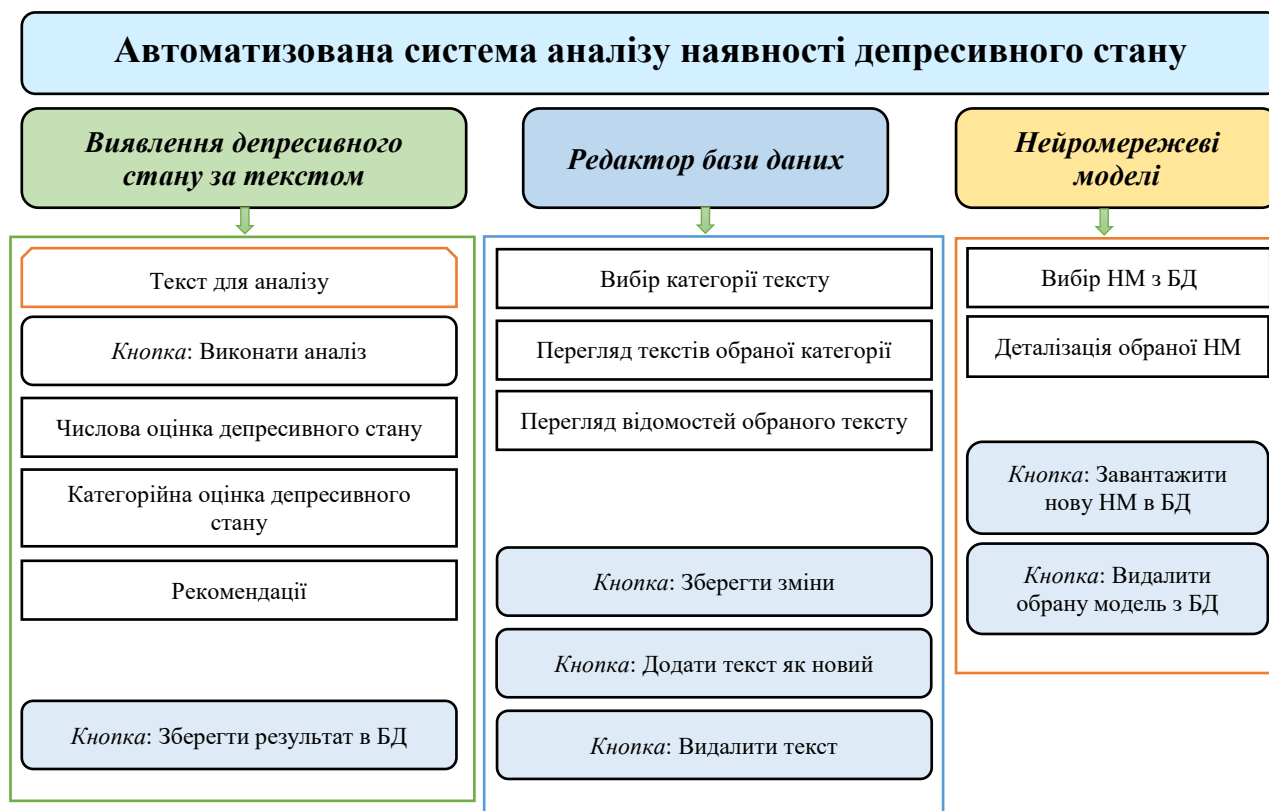 Автоматизована система аналізу наявності депресивного стану
Виявлення депресивного
стану за текстом
Текст для аналізу
Кнопка: Виконати аналіз
Числова оцінка депресивного стану
Категорійна оцінка депресивного
стану
Рекомендації
Кнопка: Зберегти результат в БД
Редактор бази даних
Вибір категорії тексту
Перегляд текстів обраної категорії
Перегляд відомостей обраного тексту
Кнопка: Зберегти зміни
Кнопка: Додати текст як новий
Кнопка: Видалити текст
Нейромережеві
моделі
Вибір НМ з БД
Деталізація обраної НМ
Кнопка: Завантажити
нову НМ в БД
Кнопка: Видалити
обрану модель з БД